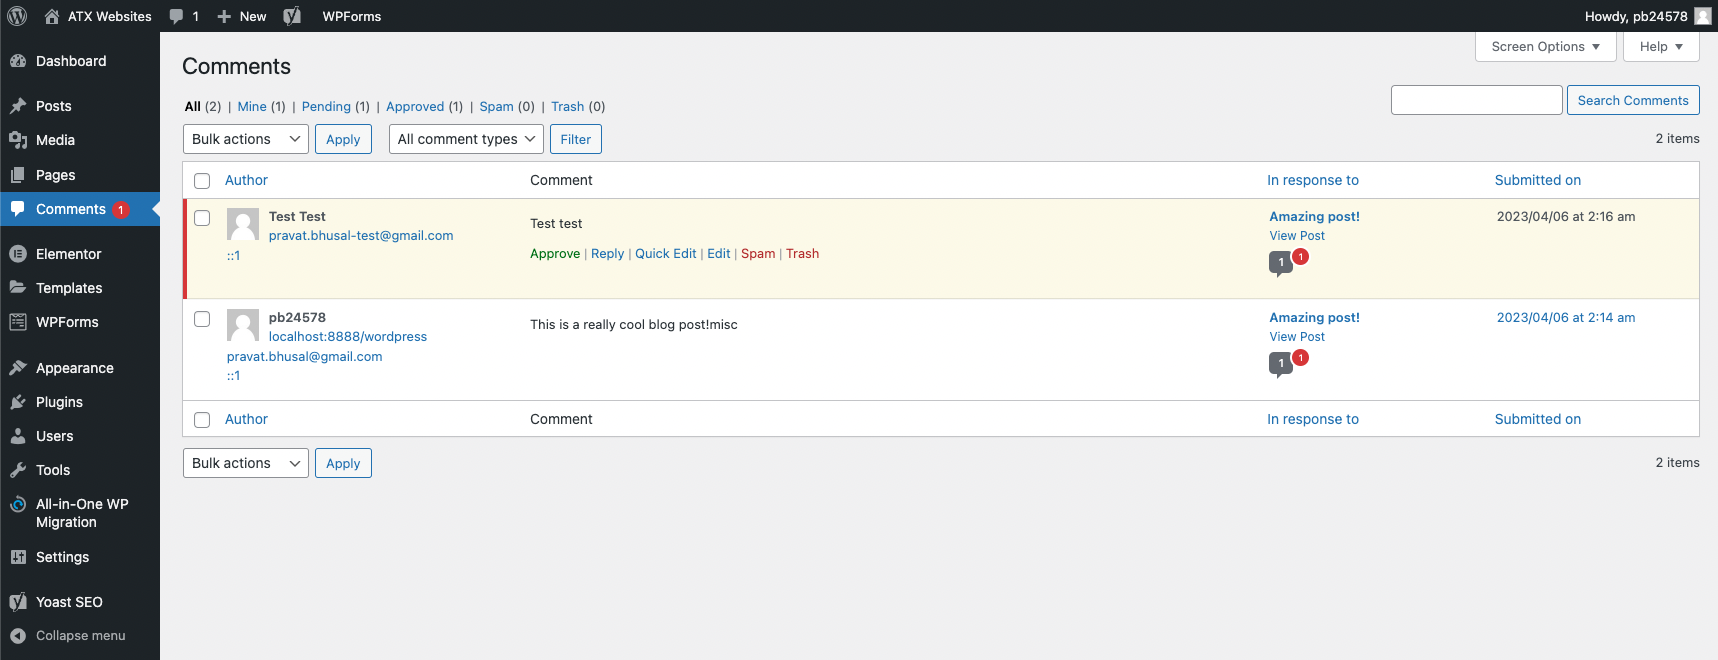 ATX Websites 1 New WPForms Howdy, pb24578
Screen Options Help
Dashboard
Posts
Media
Pages
Comments 1
Elementor
Templates
WPForms
Appearance
Plugins
Users
Tools
All-in-One WP
Migration
Settings
Yoast SEO
Collapse menu
Comments
All (2) | Mine (1) | Pending (1) | Approved (1) | Spam (0) | Trash (0)
Search Comments
Bulk actions Apply All comment types Filter 2 items
Author Comment In response to Submitted on
Test Test Amazing post! 2023/04/06 at 2:16 am
Test test
pravat.bhusal-test@gmail.com View Post
::1 Approve | Reply | Quick Edit | Edit | Spam | Trash 1 1
pb24578 Amazing post! 2023/04/06 at 2:14 am
This is a really cool blog post!misc
localhost:8888/wordpress View Post
pravat.bhusal@gmail.com 1 1
::1
Author Comment In response to Submitted on
Bulk actions Apply 2 items